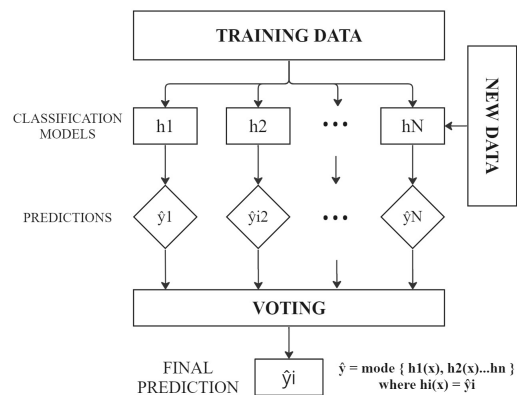 TRAINING DATA
NEW DATA
CLASSIFICATION
MODELS
h1
h2
...
hN
PREDICTIONS
ŷ1
ŷi2
...
ŷN
VOTING
FINAL
PREDICTION
ŷi
ŷ = mode { h1(x), h2(x)...hn }
where hi(x) = ŷi